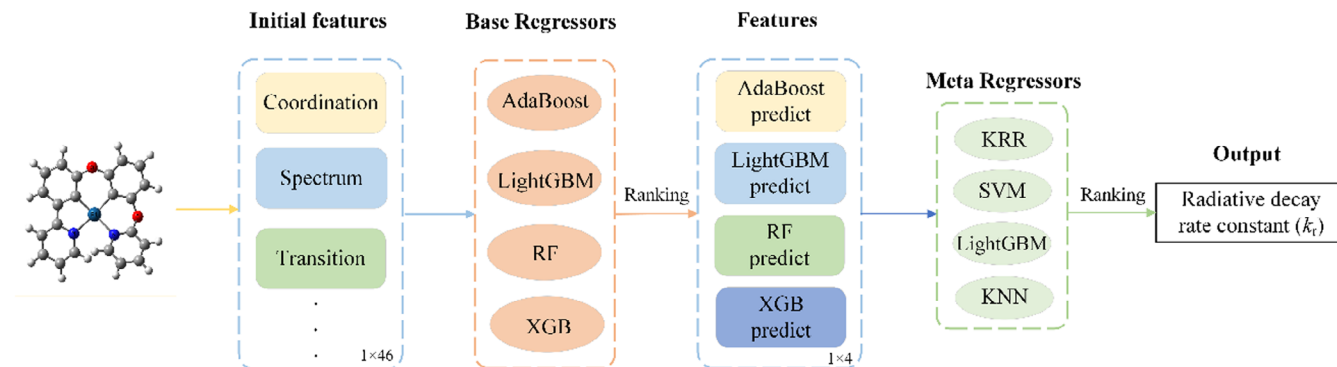 Initial features
Coordination
Spectrum
Transition
1×46
Base Regressors
AdaBoost
LightGBM
RF
XGB
Ranking
Features
AdaBoost
predict
LightGBM
predict
RF
predict
XGB
predict
1×4
Meta Regressors
KRR
SVM
LightGBM
KNN
Ranking
Output
Radiative decay
rate constant (kr)